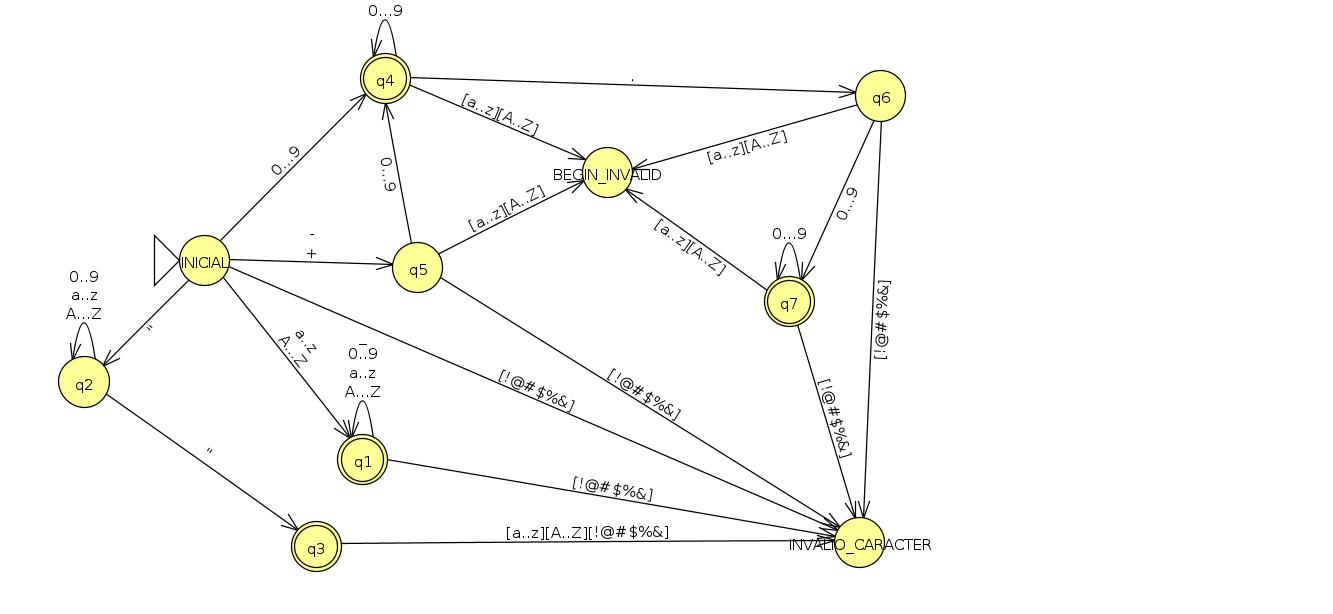 0...9
q4
.
q6
[a..z][A..Z]
[a..z][A..Z]
0...9
0...9
BEGIN_INVALID
[a..z][A..Z]
0...9
-
+
[a..z][A..Z]
0...9
INICIAL
q5
0..9
a..z
A...Z
q7
"
a..z
A...Z
_
0..9
a..z
A...Z
[!@#$%&]
q2
[!@#$%&]
[!@#$%&]
[!@#$%&]
"
q1
[!@#$%&]
[a..z][A..Z][!@#$%&]
q3
INVALIO_CARACTER